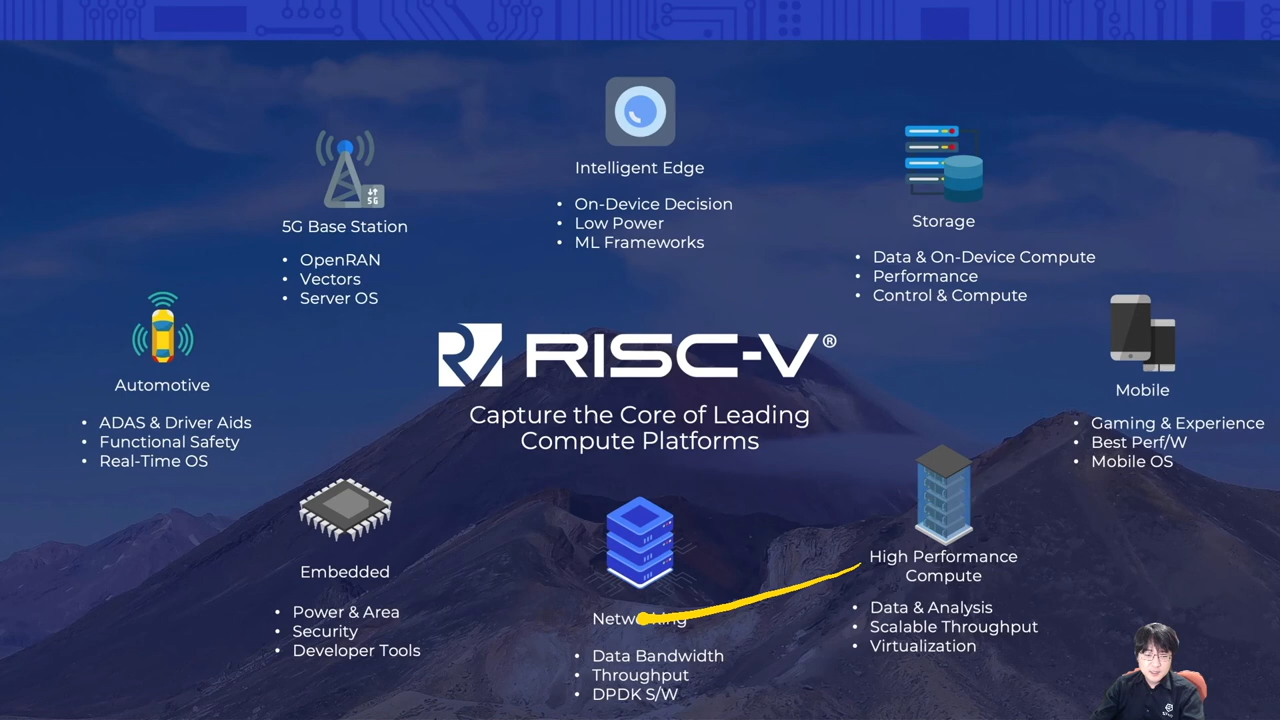 Intelligent Edge
• On-Device Decision
• Low Power
• ML Frameworks
5G
5G Base Station
• OpenRAN
• Vectors
• Server OS
Storage
• Data & On-Device Compute
• Performance
• Control & Compute
Automotive
• ADAS & Driver Aids
• Functional Safety
• Real-Time OS
RISC-V®
Capture the Core of Leading
Compute Platforms
Mobile
• Gaming & Experience
• Best Perf/W
• Mobile OS
Embedded
• Power & Area
• Security
• Developer Tools
Networking
• Data Bandwidth
• Throughput
• DPDK S/W
High Performance
Compute
• Data & Analysis
• Scalable Throughput
• Virtualization